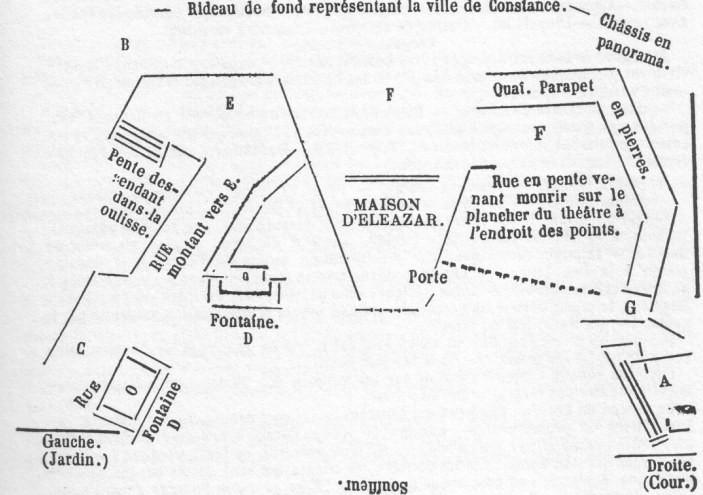 — Rideau de fond représentant la ville de Constance. —
Châssis en
panorama.
B
E
F
Quai. Parapet
en pierres.
F
Pente des-
cendant
dans la
oulisse.
RUE
montant vers E.
MAISON
D'ELEAZAR.
Rue en pente ve-
nant mourir sur le
plancher du théâtre à
l'endroit des points.
Porte
G
Fontaine.
D
C
RUE
O
Fontaine
D
A
Gauche.
(Jardin.)
Droite.
(Cour.)
Souffleur.